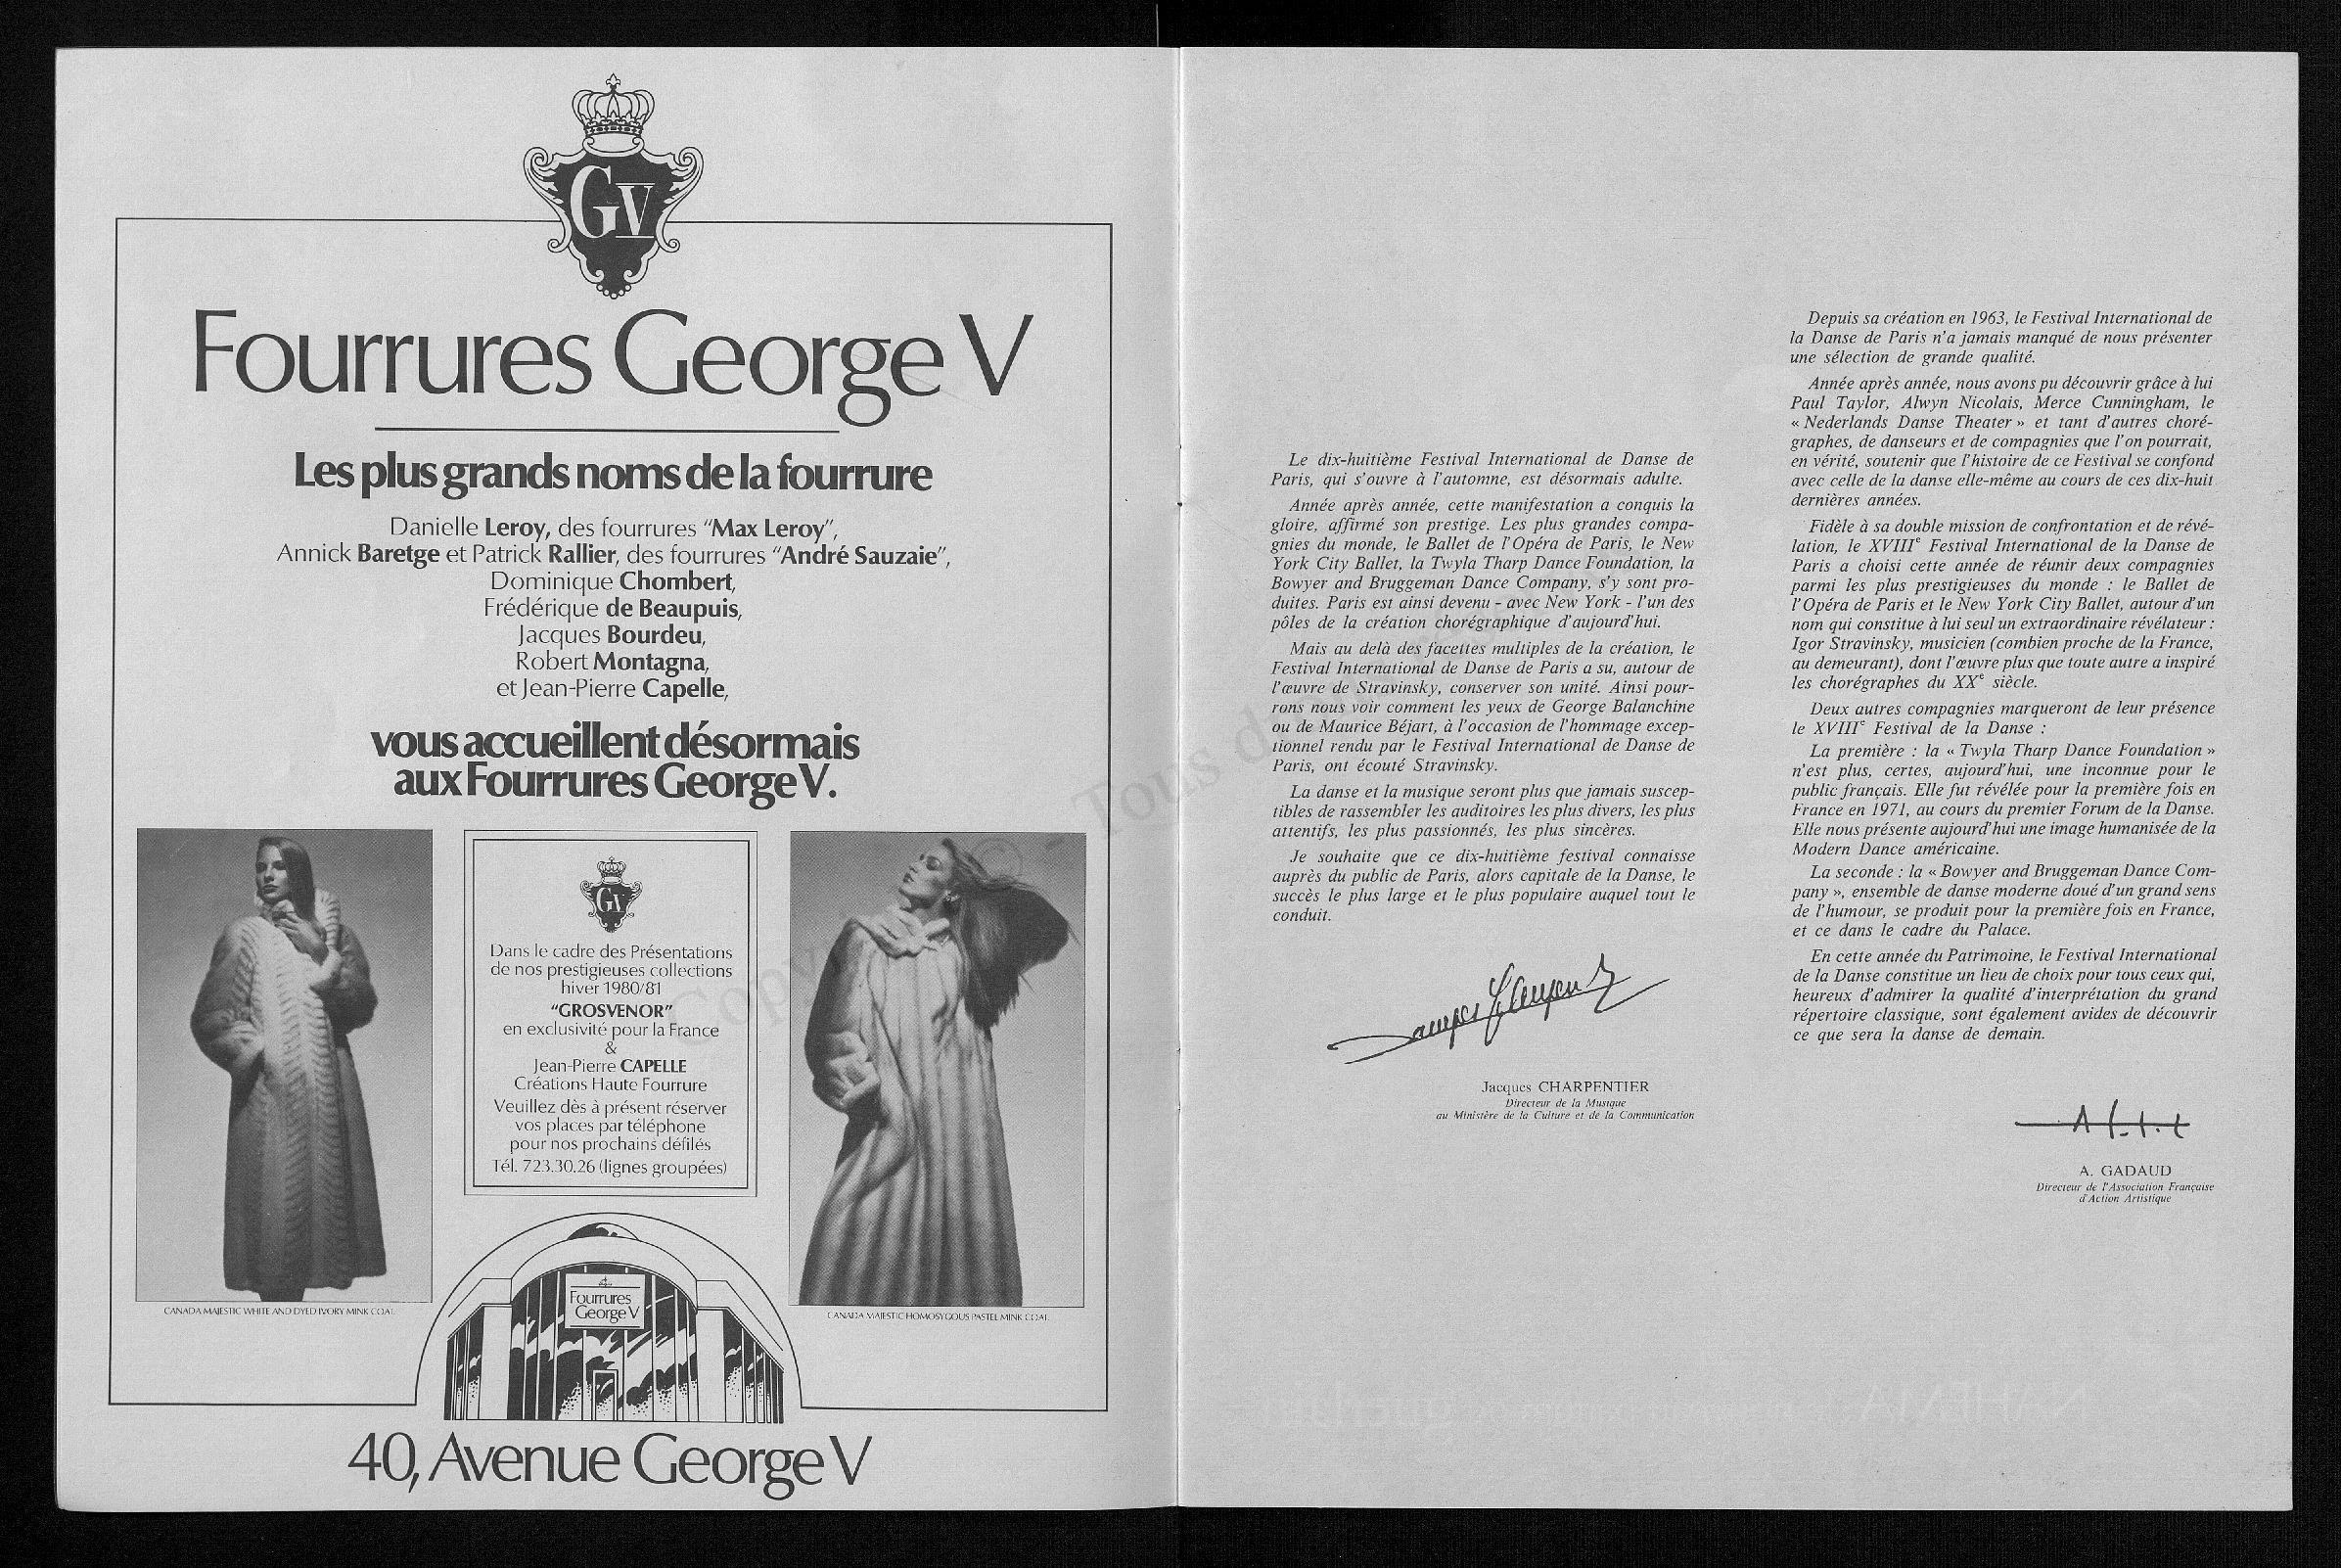 GV
Fourrures George V
Les plus grands noms de la fourrure
Danielle Leroy, des fourrures "Max Leroy",
Annick Baretge et Patrick Rallier, des fourrures "André Sauzaie",
Dominique Chombert,
Frédérique de Beaupuis,
Jacques Bourdeu,
Robert Montagna,
et Jean-Pierre Capelle,
vous accueillent désormais
aux Fourrures George V.
GV
Dans le cadre des Présentations
de nos prestigieuses collections
hiver 1980/81
"GROSVENOR"
en exclusivité pour la France
&
Jean-Pierre CAPELLE
Créations Haute Fourrure
Veuillez dès à présent réserver
vos places par téléphone
pour nos prochains défilés
Tél. 723.30.26 (lignes groupées)
CANADA MAJESTIC WHITE AND DYED IVORY MINK COAT.
CANADA MAJESTIC HOMOSYGOUS PASTEL MINK COAT.
Fourrures
George V
40, Avenue George V
Le dix-huitième Festival International de Danse de
Paris, qui s'ouvre à l'automne, est désormais adulte.
Année après année, cette manifestation a conquis la
gloire, affirmé son prestige. Les plus grandes compa-
gnies du monde, le Ballet de l'Opéra de Paris, le New
York City Ballet, la Twyla Tharp Dance Foundation, la
Bowyer and Bruggeman Dance Company, s'y sont pro-
duites. Paris est ainsi devenu - avec New York - l'un des
pôles de la création chorégraphique d'aujourd'hui.
Mais au delà des facettes multiples de la création, le
Festival International de Danse de Paris a su, autour de
l'œuvre de Stravinsky, conserver son unité. Ainsi pour-
rons nous voir comment les yeux de George Balanchine
ou de Maurice Béjart, à l'occasion de l'hommage excep-
tionnel rendu par le Festival International de Danse de
Paris, ont écouté Stravinsky.
La danse et la musique seront plus que jamais suscep-
tibles de rassembler les auditoires les plus divers, les plus
attentifs, les plus passionnés, les plus sincères.
Je souhaite que ce dix-huitième festival connaisse
auprès du public de Paris, alors capitale de la Danse, le
succès le plus large et le plus populaire auquel tout le
conduit.
Jacques CHARPENTIER
Directeur de la Musique
au Ministère de la Culture et de la Communication
Depuis sa création en 1963, le Festival International de
la Danse de Paris n'a jamais manqué de nous présenter
une sélection de grande qualité.
Année après année, nous avons pu découvrir grâce à lui
Paul Taylor, Alwyn Nicolais, Merce Cunningham, le
« Nederlands Danse Theater » et tant d'autres choré-
graphes, de danseurs et de compagnies que l'on pourrait,
en vérité, soutenir que l'histoire de ce Festival se confond
avec celle de la danse elle-même au cours de ces dix-huit
dernières années.
Fidèle à sa double mission de confrontation et de révé-
lation, le XVIIIe Festival International de la Danse de
Paris a choisi cette année de réunir deux compagnies
parmi les plus prestigieuses du monde : le Ballet de
l'Opéra de Paris et le New York City Ballet, autour d'un
nom qui constitue à lui seul un extraordinaire révélateur :
Igor Stravinsky, musicien (combien proche de la France,
au demeurant), dont l'œuvre plus que toute autre a inspiré
les chorégraphes du XXe siècle.
Deux autres compagnies marqueront de leur présence
le XVIIIe Festival de la Danse :
La première : la « Twyla Tharp Dance Foundation »
n'est plus, certes, aujourd'hui, une inconnue pour le
public français. Elle fut révélée pour la première fois en
France en 1971, au cours du premier Forum de la Danse.
Elle nous présente aujourd'hui une image humanisée de la
Modern Dance américaine.
La seconde : la « Bowyer and Bruggeman Dance Com-
pany », ensemble de danse moderne doué d'un grand sens
de l'humour, se produit pour la première fois en France,
et ce dans le cadre du Palace.
En cette année du Patrimoine, le Festival International
de la Danse constitue un lieu de choix pour tous ceux qui,
heureux d'admirer la qualité d'interprétation du grand
répertoire classique, sont également avides de découvrir
ce que sera la danse de demain.
A. GADAUD
Directeur de l'Association Française
d'Action Artistique